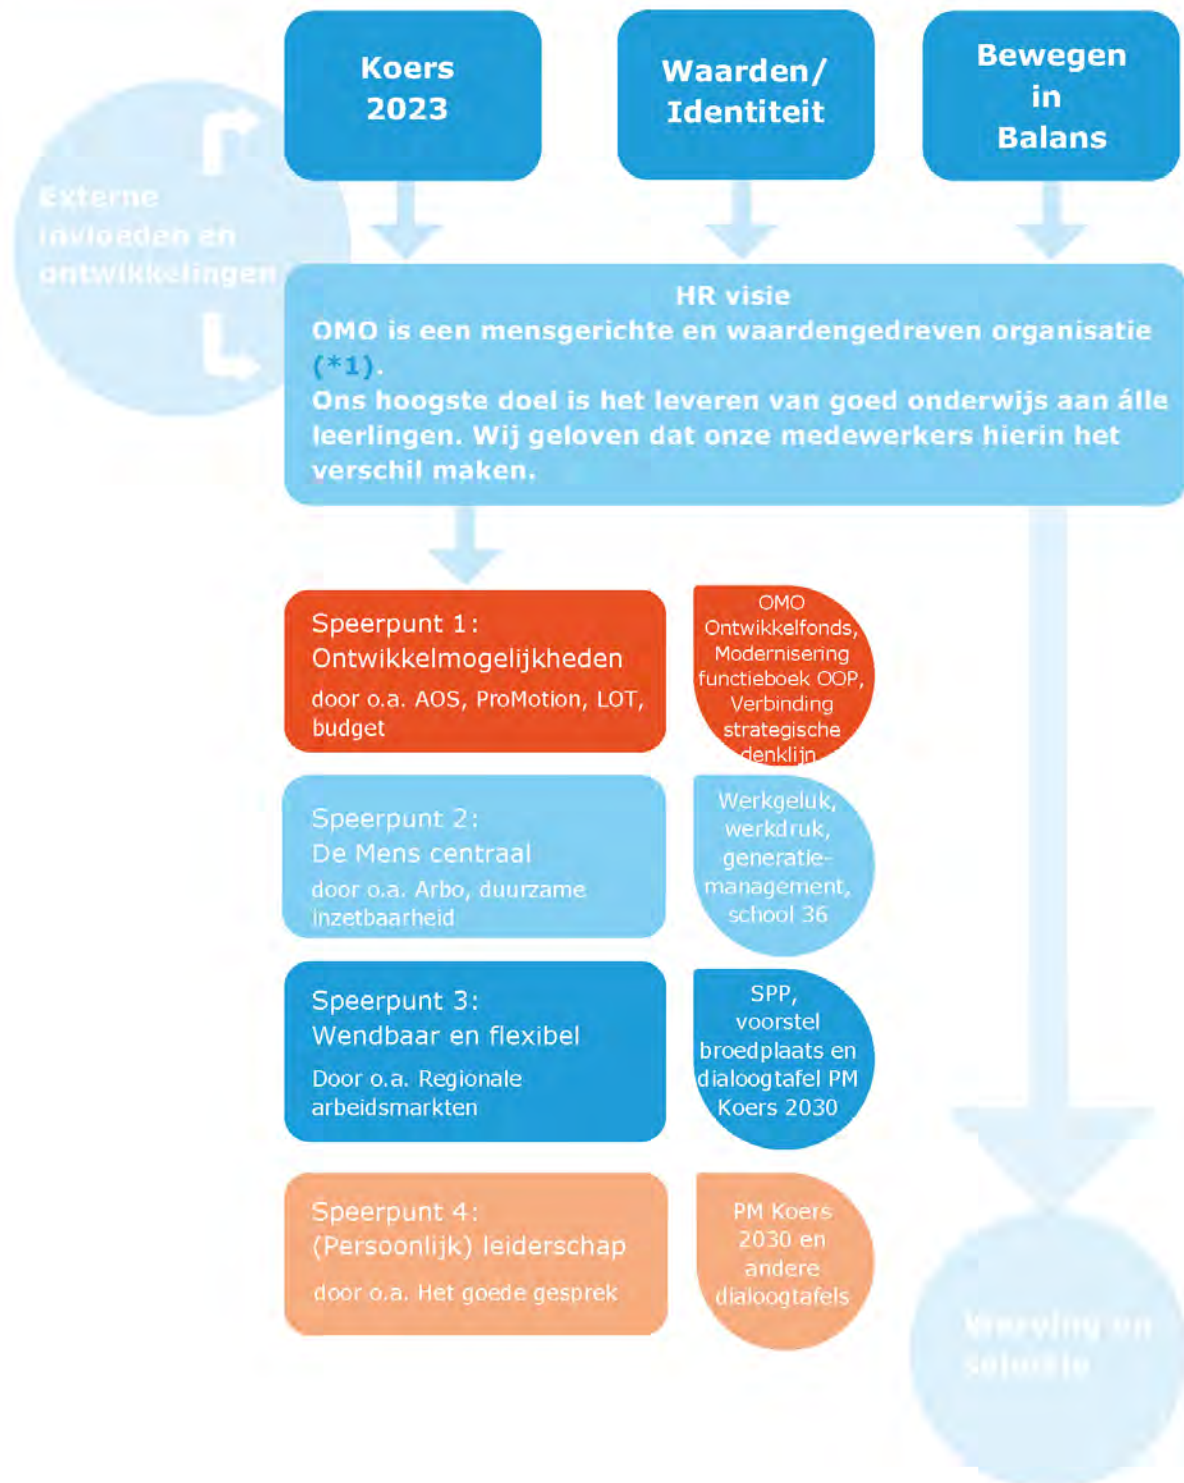 Koers
2023
Waarden/
Identiteit
Bewegen
in
Balans
Externe
invloeden en
ontwikkelingen
HR visie
OMO is een mensgerichte en waardengedreven organisatie
(*1).
Ons hoogste doel is het leveren van goed onderwijs aan álle
leerlingen. Wij geloven dat onze medewerkers hierin het
verschil maken.
Speerpunt 1:
Ontwikkelmogelijkheden
door o.a. AOS, ProMotion, LOT,
budget
OMO
Ontwikkelfonds,
Modernisering
functieboek OOP,
Verbinding
strategische
denklijn
Speerpunt 2:
De Mens centraal
door o.a. Arbo, duurzame
inzetbaarheid
Werkgeluk,
werkdruk,
generatie-
management,
school 36
Speerpunt 3:
Wendbaar en flexibel
Door o.a. Regionale
arbeidsmarkten
SPP,
voorstel
broedplaats en
dialoogtafel PM
Koers 2030
Speerpunt 4:
(Persoonlijk) leiderschap
door o.a. Het goede gesprek
PM Koers
2030 en
andere
dialoogtafels
Werving en
selectie